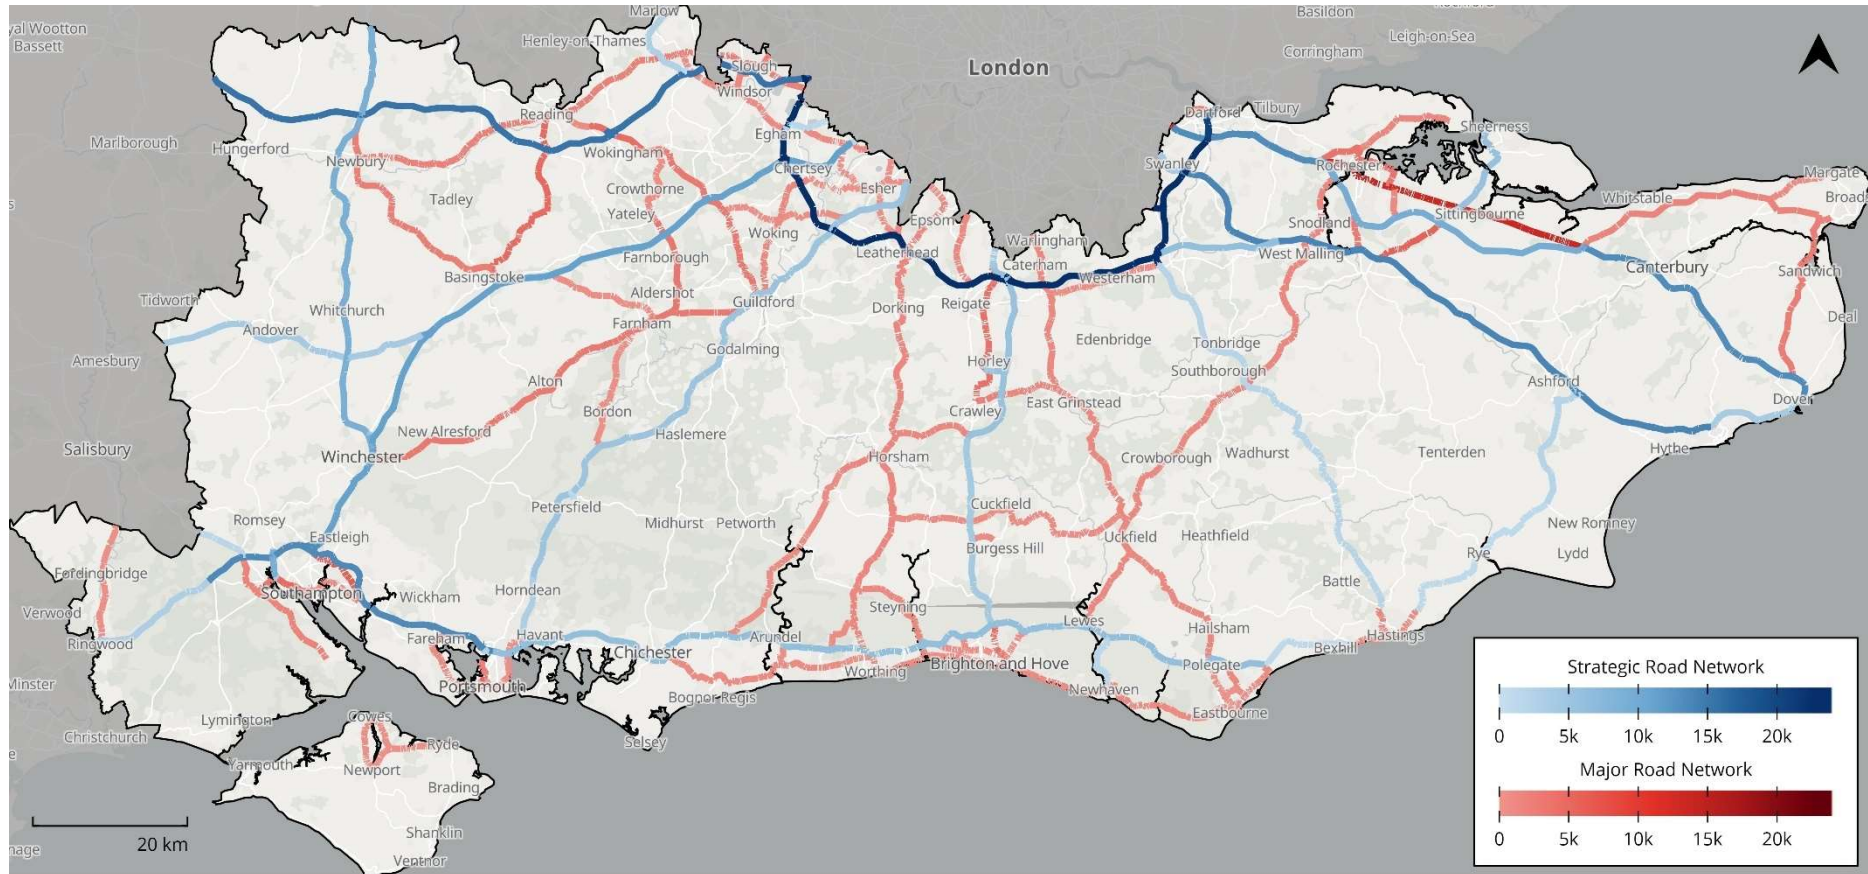 Marlow
Basildon
yal Wootton
Bassett
Henley-on-Thames
Leigh-on-Sea
Corringham
London
Slough
Windsor
Reading
Dartford
Tilbury
Sheerness
Egham
Marlborough
Hungerford
Newbury
Wokingham
Chertsey
Swanley
Rochester
Margate
Crowthorne
Esher
Tadley
Whitstable
Broad
Yateley
Epsom
Snodland
Sittingbourne
Woking
Warlingham
Leatherhead
Farnborough
West Malling
Caterham
Westerham
Canterbury
Sandwich
Basingstoke
Tidworth
Aldershot
Guildford
Dorking
Reigate
Whitchurch
Deal
Andover
Farnham
Edenbridge
Tonbridge
Godalming
Amesbury
Horley
Southborough
Alton
Ashford
Bordon
Crawley
East Grinstead
Dover
New Alresford
Haslemere
Salisbury
Winchester
Horsham
Crowborough
Wadhurst
Tenterden
Hythe
Petersfield
Cuckfield
Romsey
Midhurst
Petworth
New Romney
Eastleigh
Uckfield
Heathfield
Burgess Hill
Rye
Lydd
Fordingbridge
Battle
Southampton
Wickham
Horndean
Steyning
Verwood
Lewes
Hailsham
Ringwood
Fareham
Havant
Arundel
Hastings
Chichester
Bexhill
Brighton and Hove
Polegate
Worthing
Minster
Portsmouth
Newhaven
Bognor Regis
Eastbourne
Lymington
Cowes
Christchurch
Selsey
Ryde
Yarmouth
Newport
Brading
Shanklin
Ventnor
nage
20 km
Strategic Road Network
0 5k 10k 15k 20k
Major Road Network
0 5k 10k 15k 20k